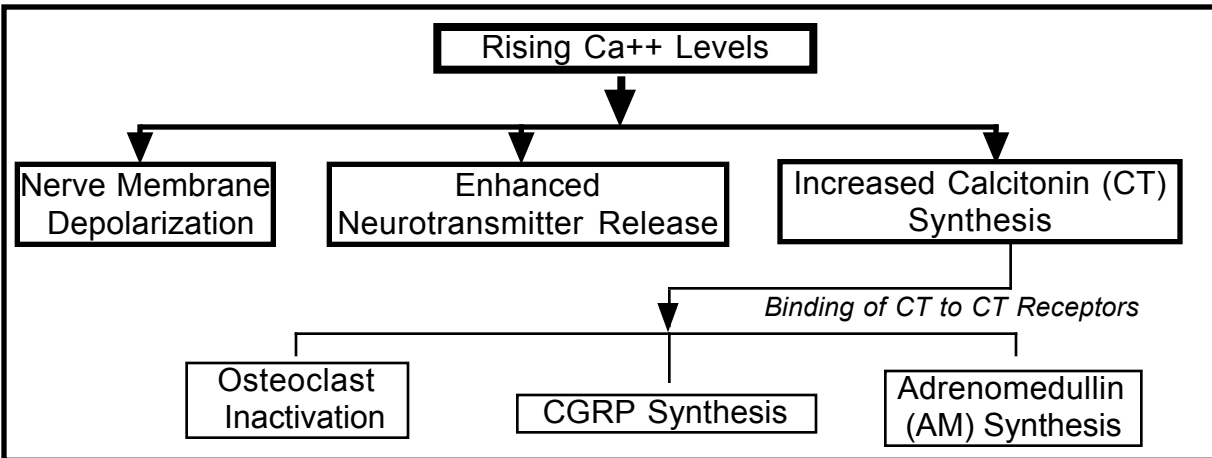 Rising Ca++ Levels
Nerve Membrane
Depolarization
Enhanced
Neurotransmitter Release
Increased Calcitonin (CT)
Synthesis
Binding of CT to CT Receptors
Osteoclast
Inactivation
CGRP Synthesis
Adrenomedullin
(AM) Synthesis